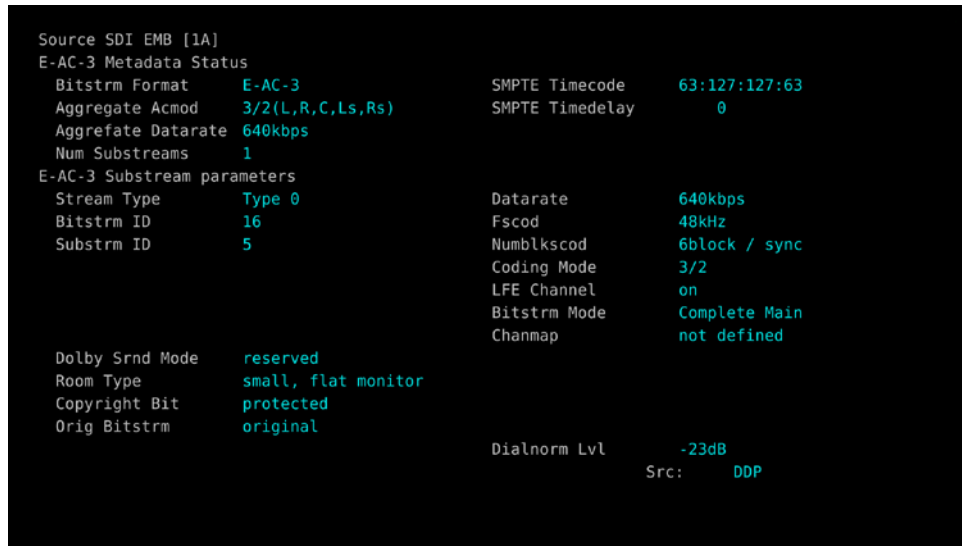 Source SDI EMB [1A]
E-AC-3 Metadata Status
Bitstrm Format E-AC-3 SMPTE Timecode 63:127:127:63
Aggregate Acmod 3/2(L,R,C,Ls,Rs) SMPTE Timedelay 0
Aggrefate Datarate 640kbps
Num Substreams 1
E-AC-3 Substream parameters
Stream Type Type 0 Datarate 640kbps
Bitstrm ID 16 Fscod 48kHz
Substrm ID 5 Numblkscod 6block / sync
Coding Mode 3/2
LFE Channel on
Bitstrm Mode Complete Main
Chanmap not defined
Dolby Srnd Mode reserved
Room Type small, flat monitor
Copyright Bit protected
Orig Bitstrm original
Dialnorm Lvl -23dB
Src: DDP